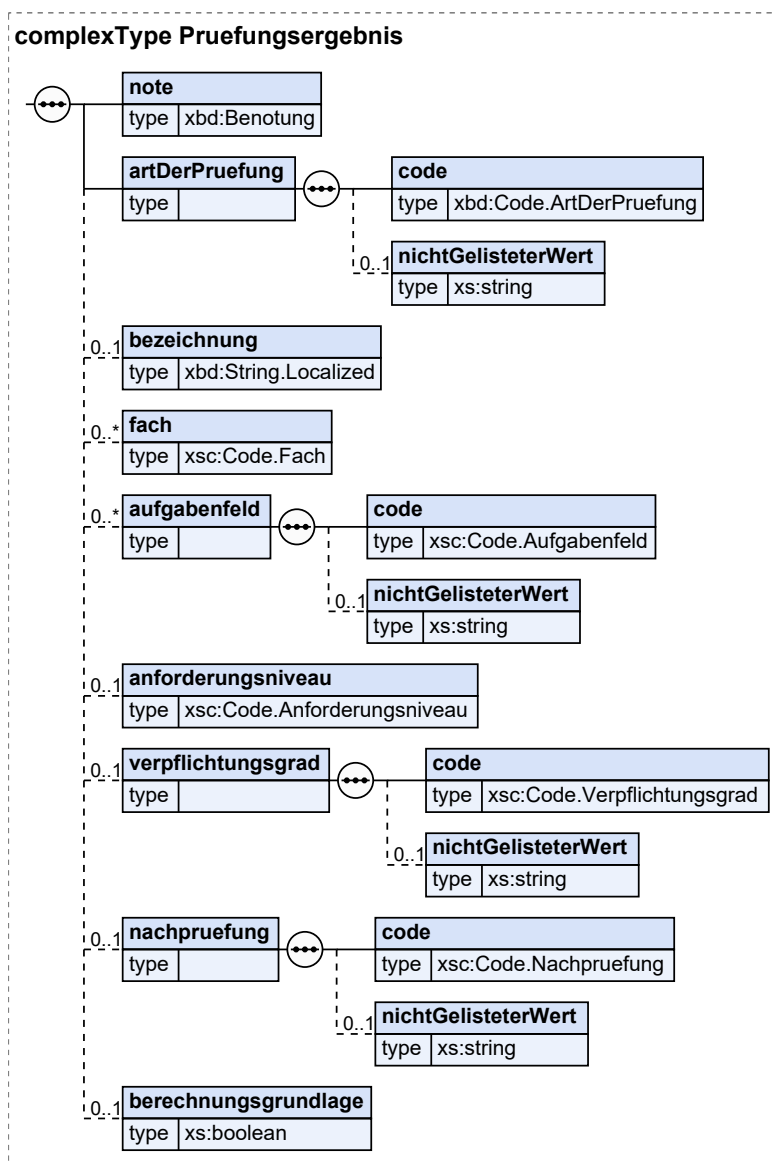 complexType Pruefungsergebnis
note
type xbd:Benotung
artDerPruefung
type
code
type xbd:Code.ArtDerPruefung
0..1 nichtGelisteterWert
type xs:string
0..1 bezeichnung
type xbd:String.Localized
0..* fach
type xsc:Code.Fach
0..* aufgabenfeld
type
code
type xsc:Code.Aufgabenfeld
0..1 nichtGelisteterWert
type xs:string
0..1 anforderungsniveau
type xsc:Code.Anforderungsniveau
0..1 verpflichtungsgrad
type
code
type xsc:Code.Verpflichtungsgrad
0..1 nichtGelisteterWert
type xs:string
0..1 nachpruefung
type
code
type xsc:Code.Nachpruefung
0..1 nichtGelisteterWert
type xs:string
0..1 berechnungsgrundlage
type xs:boolean